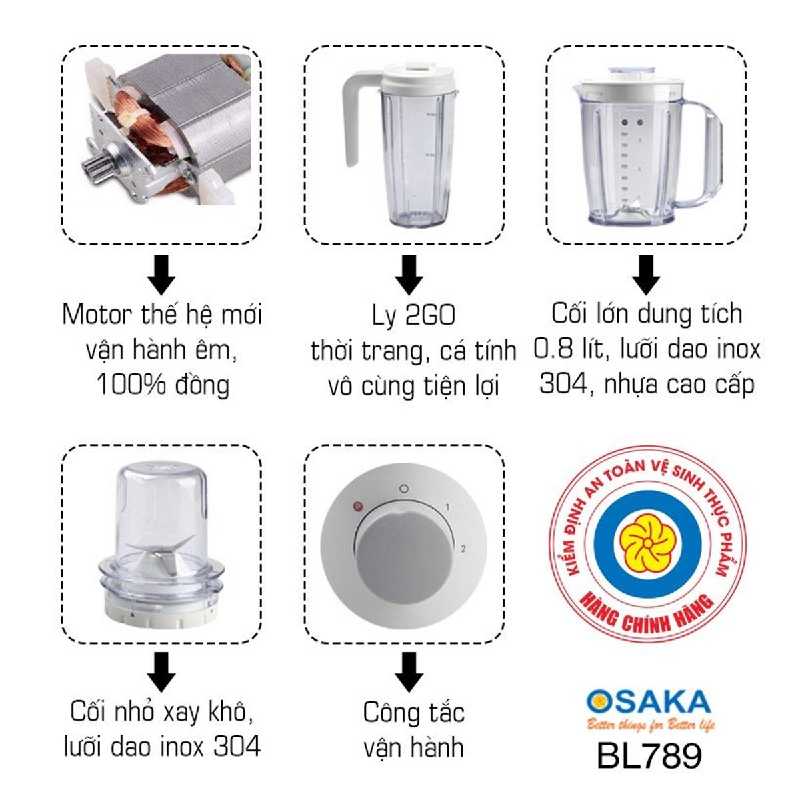 Motor thế hệ mới
vận hành êm,
100% đồng
Ly 2GO
thời trang, cá tính
vô cùng tiện lợi
Cối lớn dung tích
0.8 lít, lưỡi dao inox
304, nhựa cao cấp
Cối nhỏ xay khô,
lưỡi dao inox 304
1
2
Công tắc
vận hành
KIỂM ĐỊNH AN TOÀN VỆ SINH THỰC PHẨM
HÀNG CHÍNH HÃNG
OSAKA
Better things for Better life
BL789